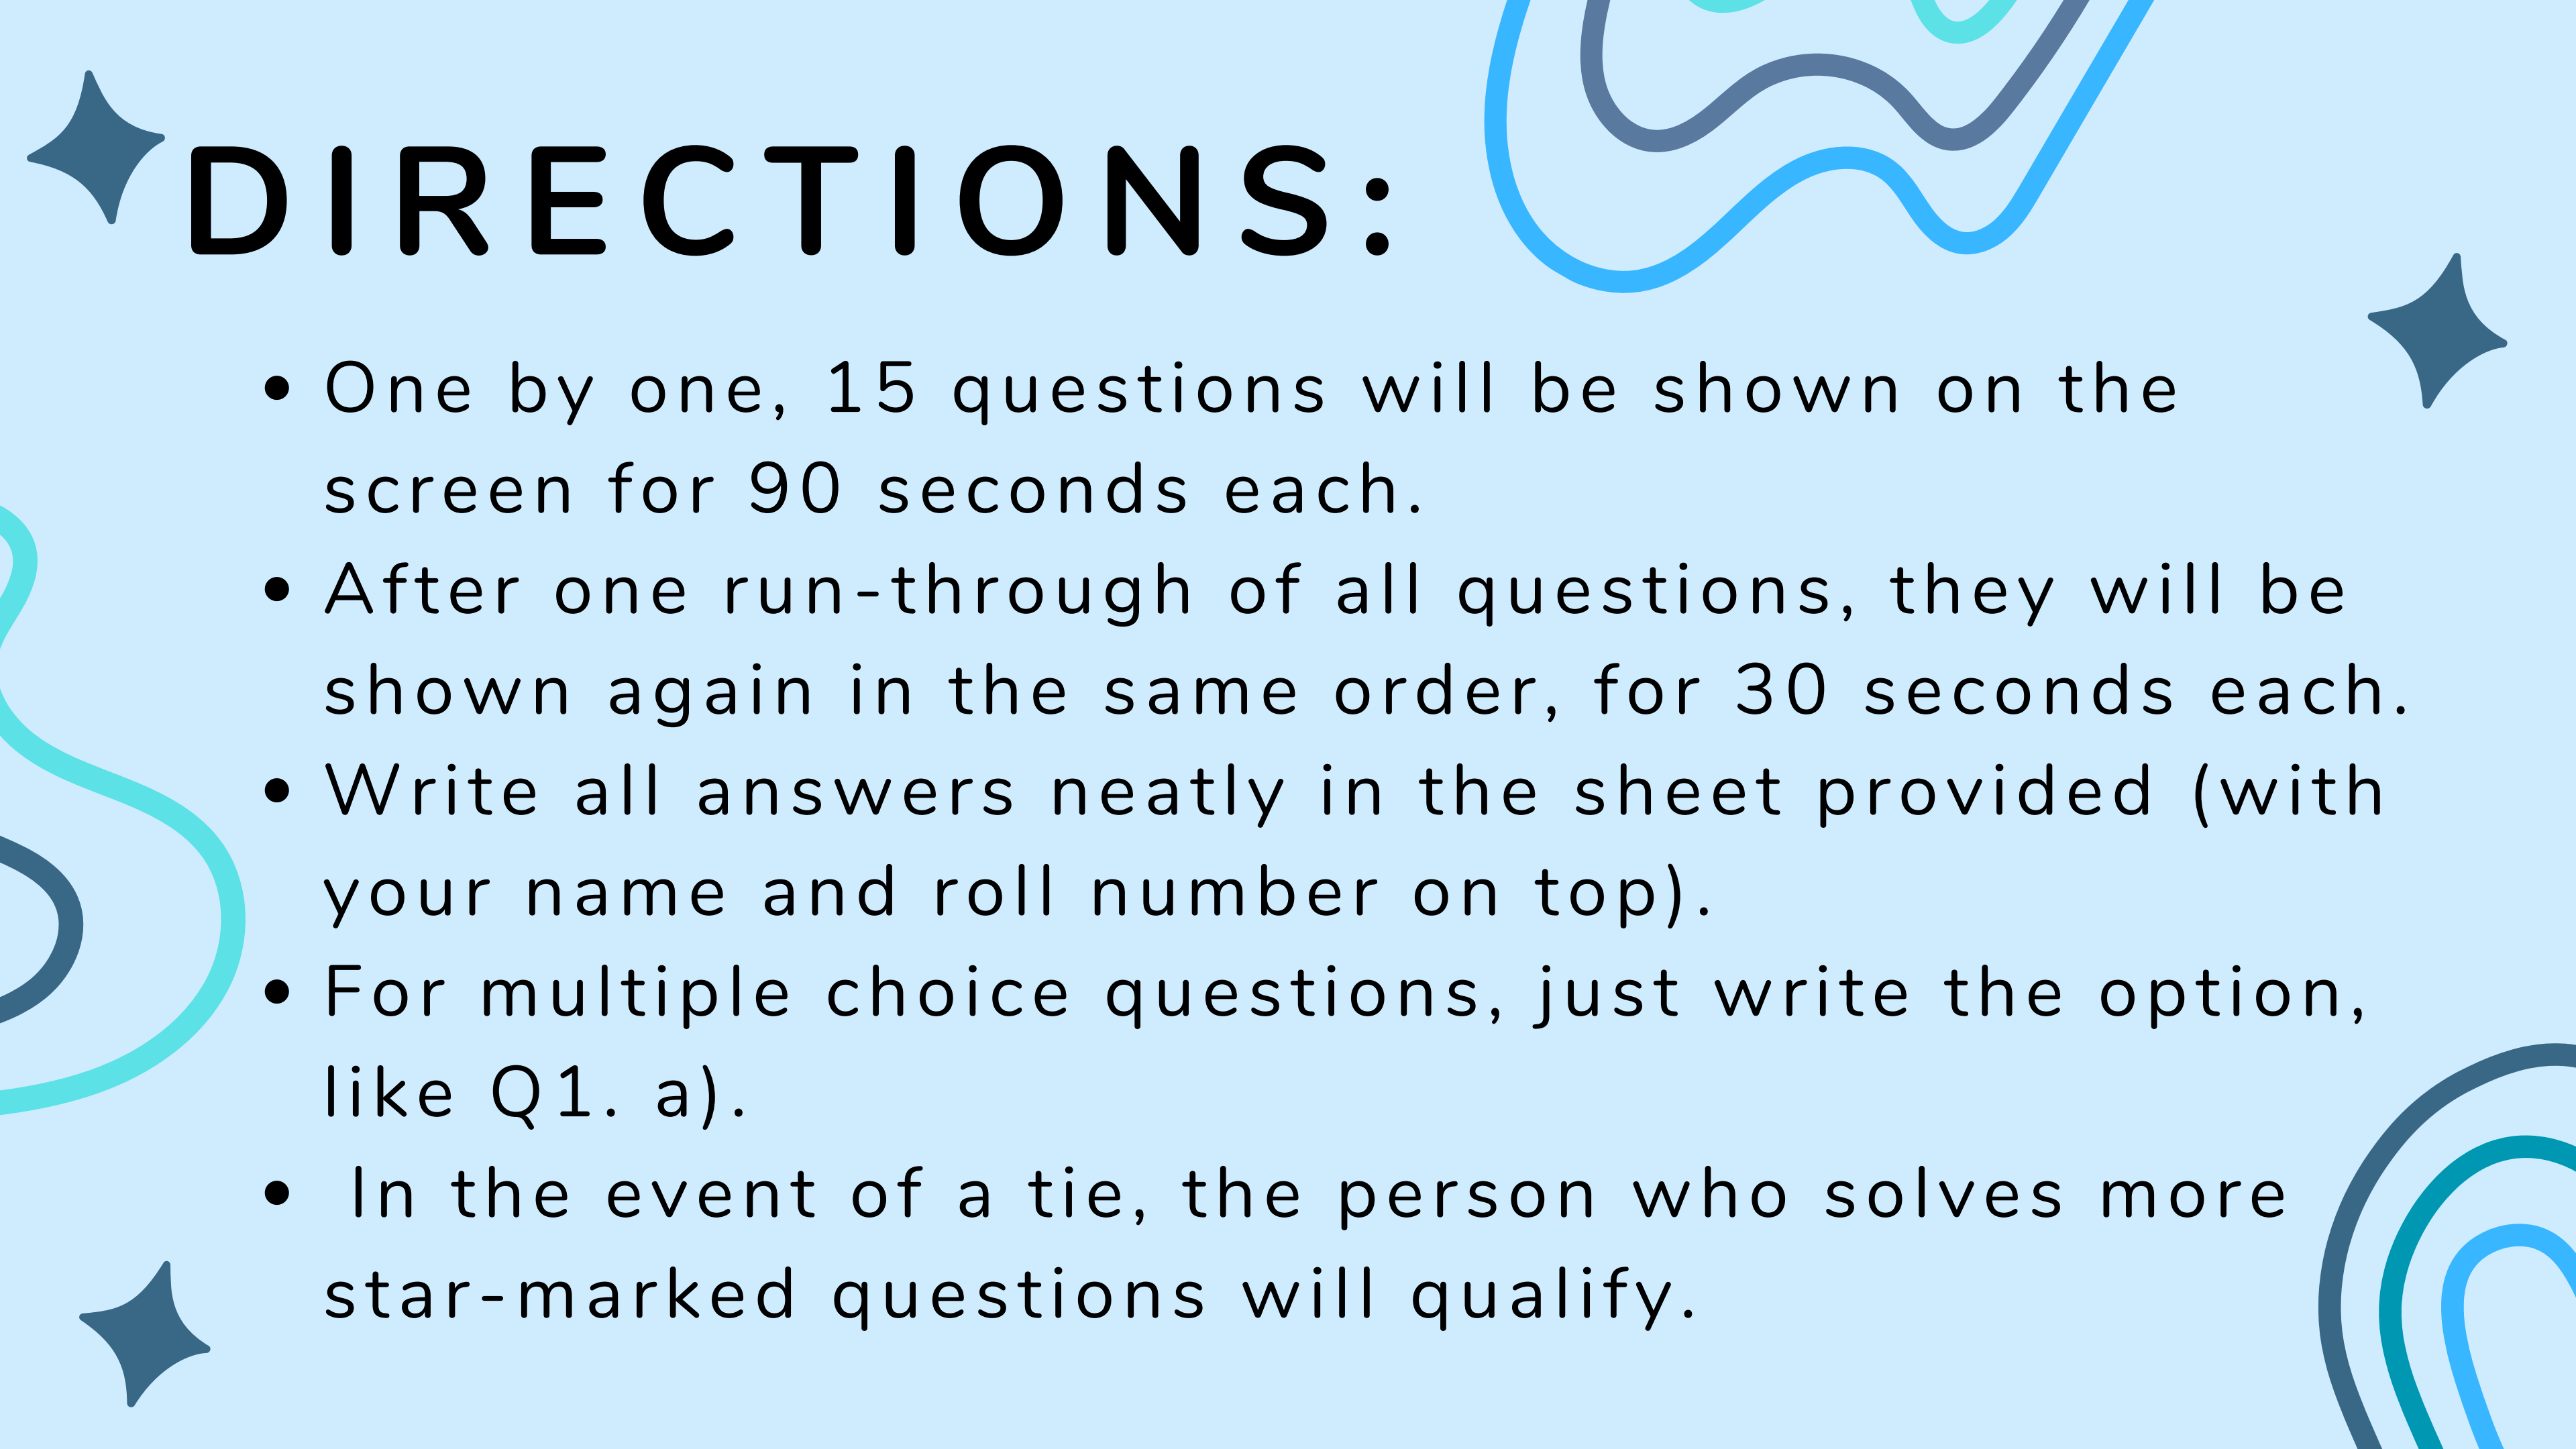 DIRECTIONS:
• One by one, 15 questions will be shown on the
screen for 90 seconds each.
• After one run-through of all questions, they will be
shown again in the same order, for 30 seconds each.
• Write all answers neatly in the sheet provided (with
your name and roll number on top).
• For multiple choice questions, just write the option,
like Q1. a).
• In the event of a tie, the person who solves more
star-marked questions will qualify.